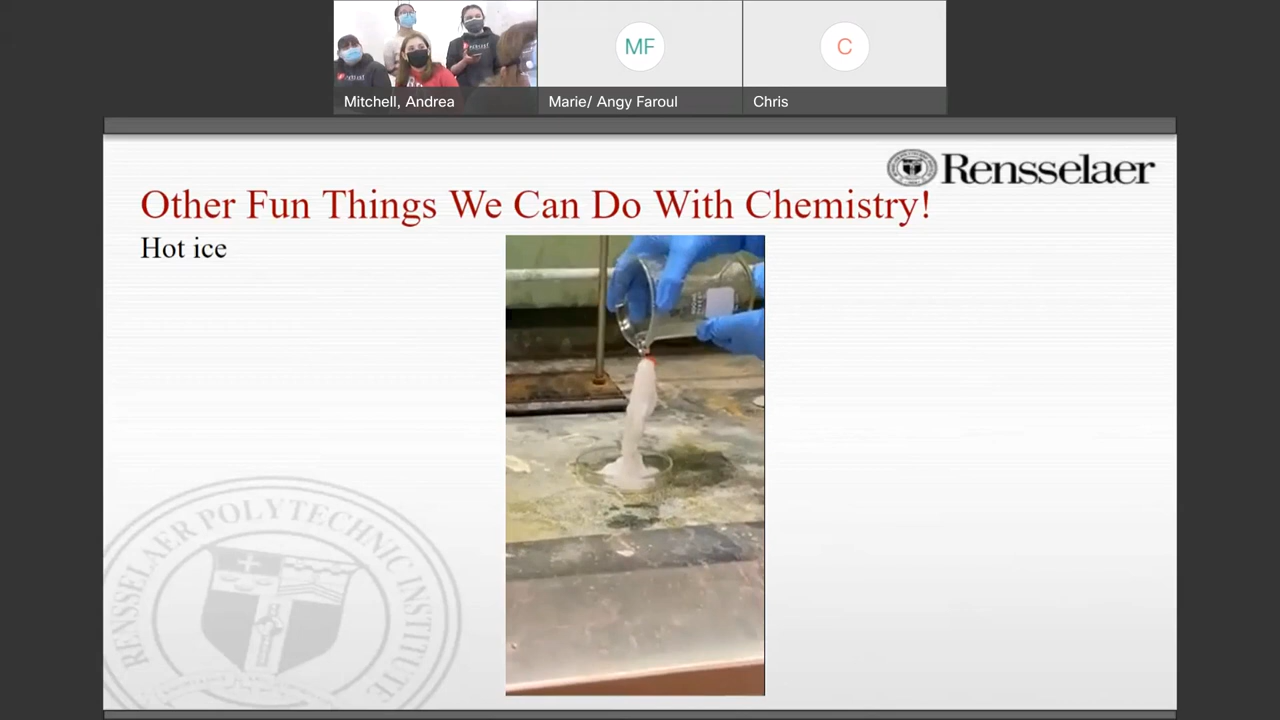 MF
C
Mitchell, Andrea
Marie/ Angy Faroul
Chris
Rensselaer
Other Fun Things We Can Do With Chemistry!
Hot ice
RENSSELAER POLYTECHNIC INSTITUTE